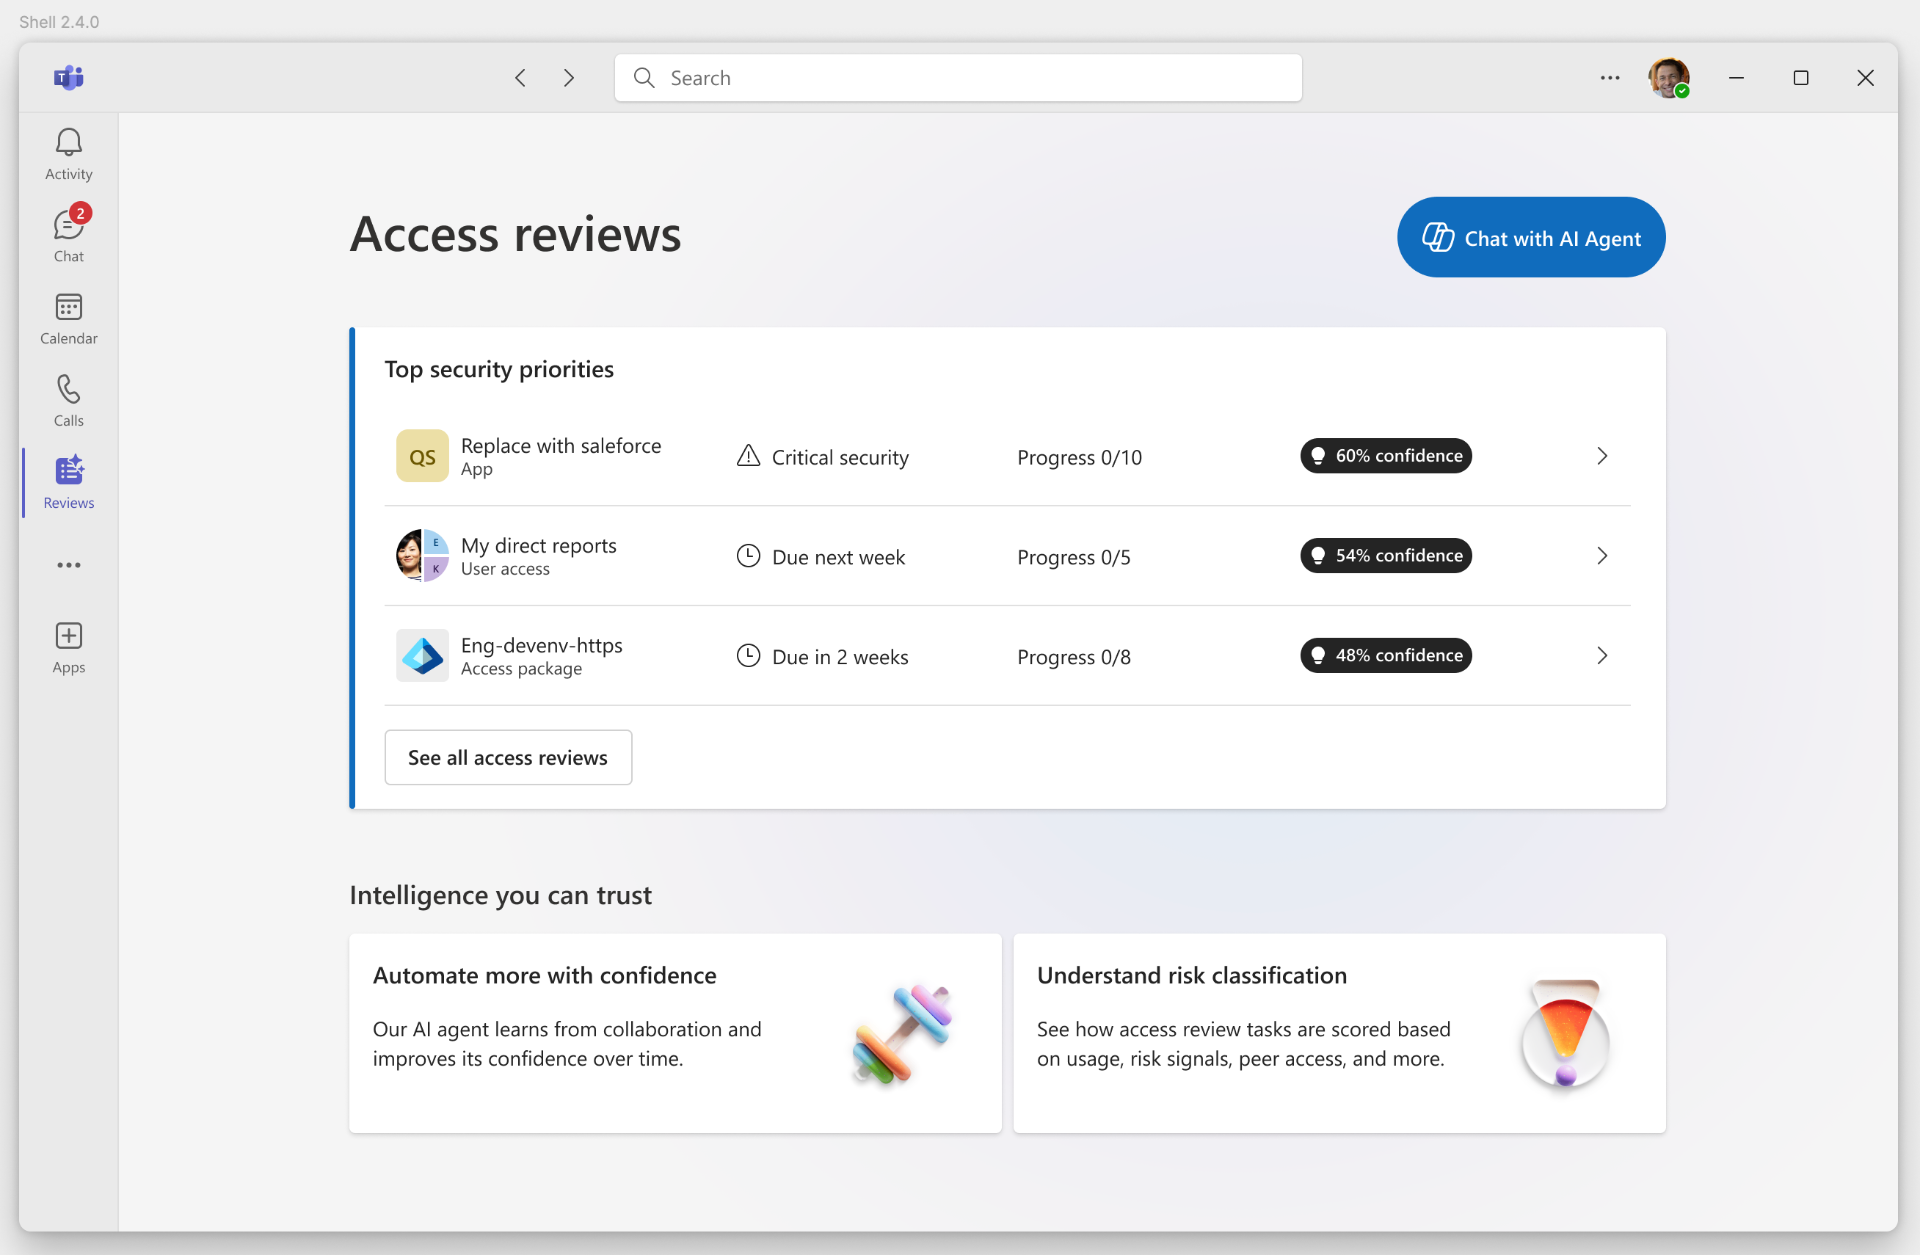 Shell 2.4.0
T
Search
Activity
2
Chat
Calendar
Calls
Reviews
Apps
Access reviews
Chat with AI Agent
Top security priorities
QS
Replace with saleforce
App
Critical security
Progress 0/10
60% confidence
E
K
My direct reports
User access
Due next week
Progress 0/5
54% confidence
Eng-devenv-https
Access package
Due in 2 weeks
Progress 0/8
48% confidence
See all access reviews
Intelligence you can trust
Automate more with confidence
Our AI agent learns from collaboration and
improves its confidence over time.
Understand risk classification
See how access review tasks are scored based
on usage, risk signals, peer access, and more.